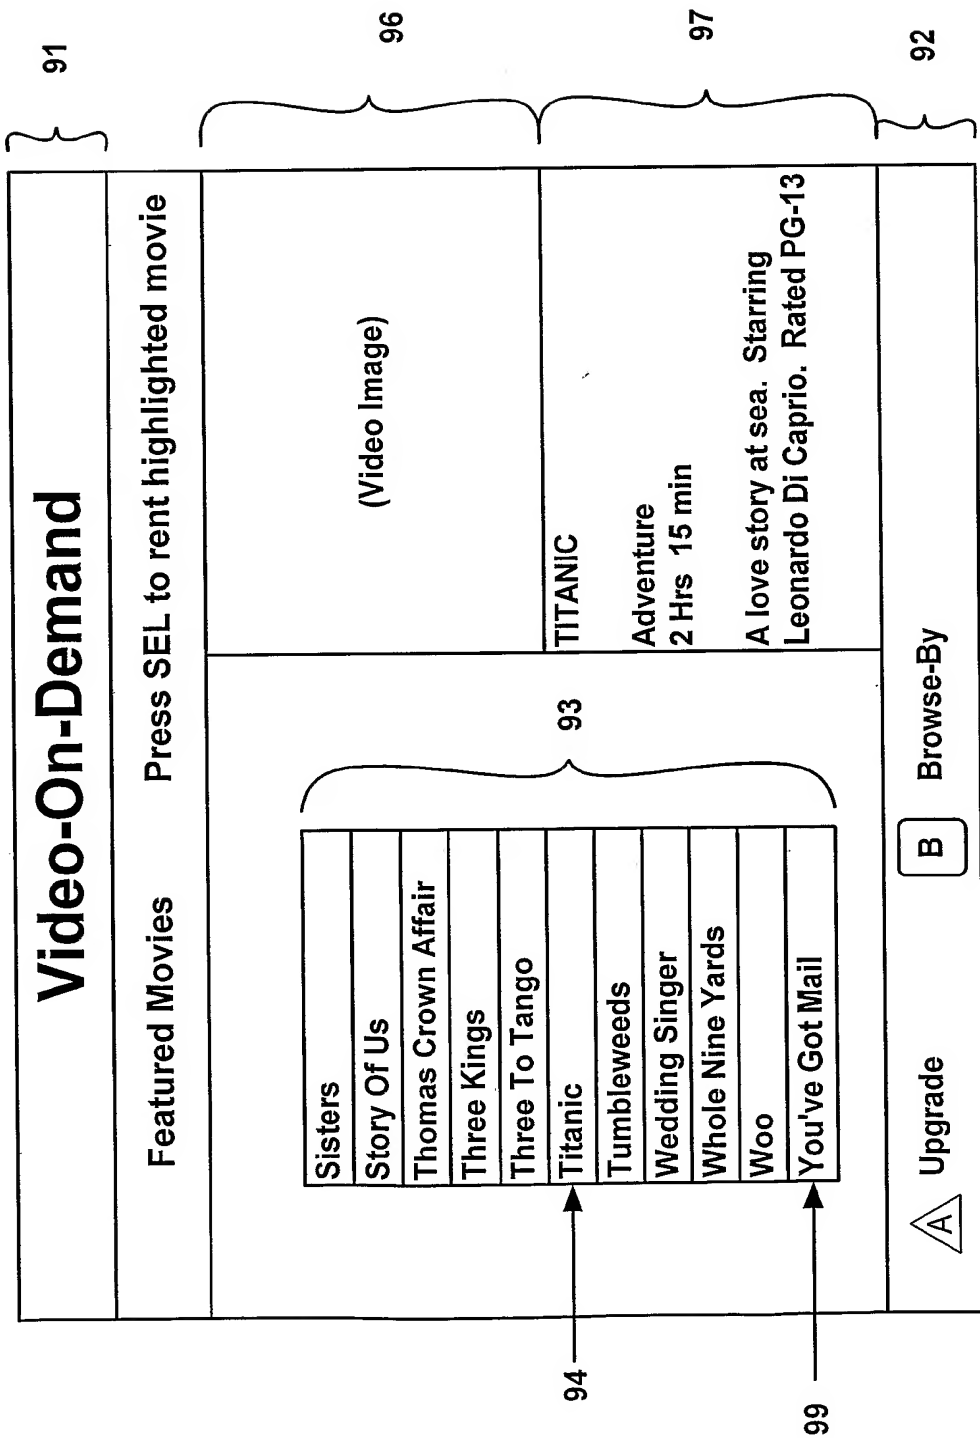 Video-On-Demand
91
Featured Movies Press SEL to rent highlighted movie
Sisters
Story Of Us
Thomas Crown Affair
Three Kings
Three To Tango
Titanic
Tumbleweeds
Wedding Singer
Whole Nine Yards
Woo
You've Got Mail
93
94
99
(Video Image)
96
TITANIC
Adventure
2 Hrs 15 min
A love story at sea. Starring
Leonardo Di Caprio. Rated PG-13
97
A Upgrade B Browse-By
92